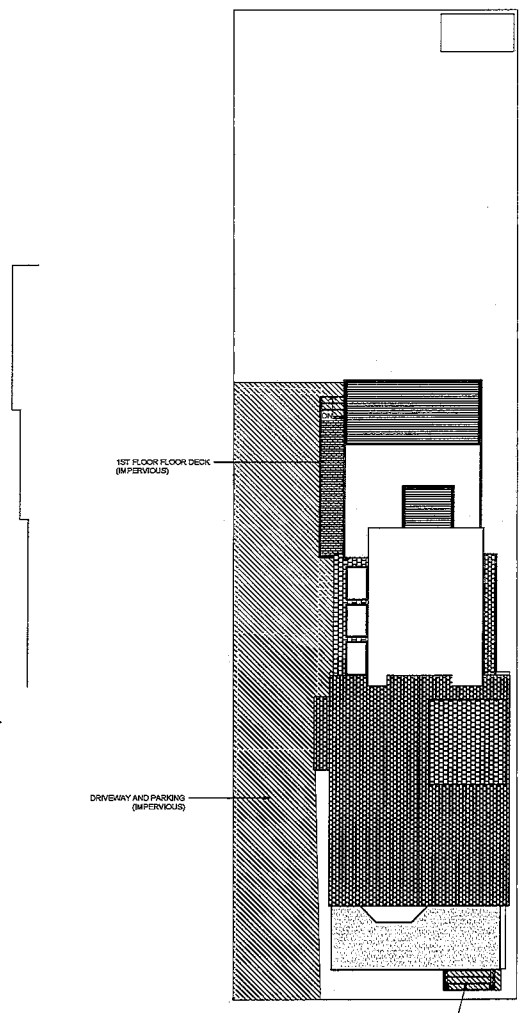 1ST FLOOR FLOOR DECK
(IMPERVIOUS)
DRIVEWAY AND PARKING
(IMPERVIOUS)